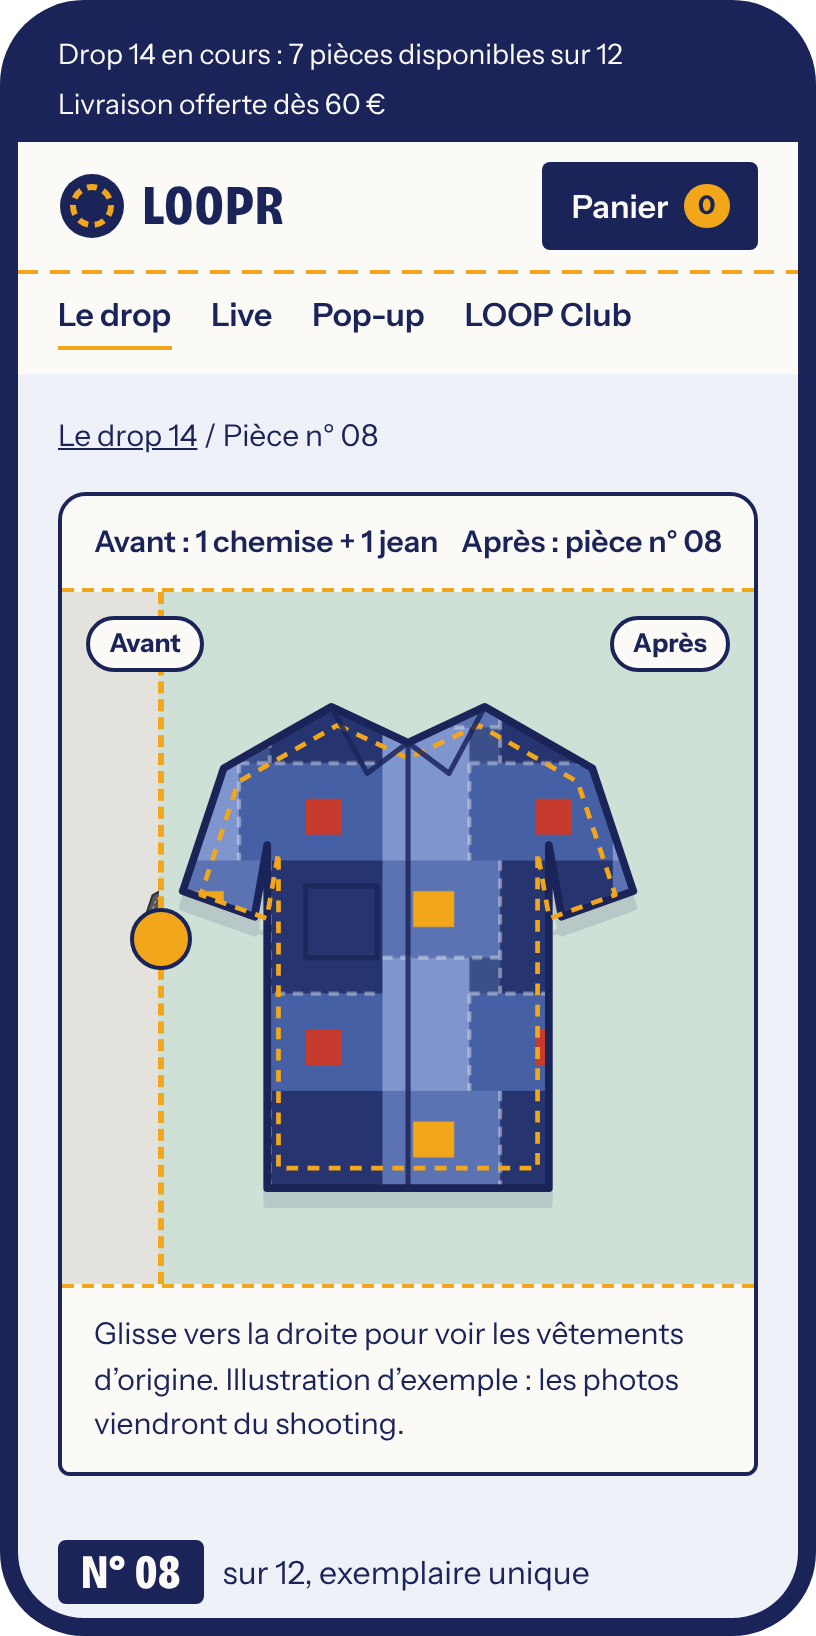 Drop 14 en cours : 7 pièces disponibles sur 12
Livraison offerte dès 60 €
LOOPR
Panier 0
Le drop Live Pop-up LOOP Club
Le drop 14 / Pièce n° 08
Avant : 1 chemise + 1 jean Après : pièce n° 08
Avant Après
Glisse vers la droite pour voir les vêtements
d’origine. Illustration d’exemple : les photos
viendront du shooting.
N° 08 sur 12, exemplaire unique